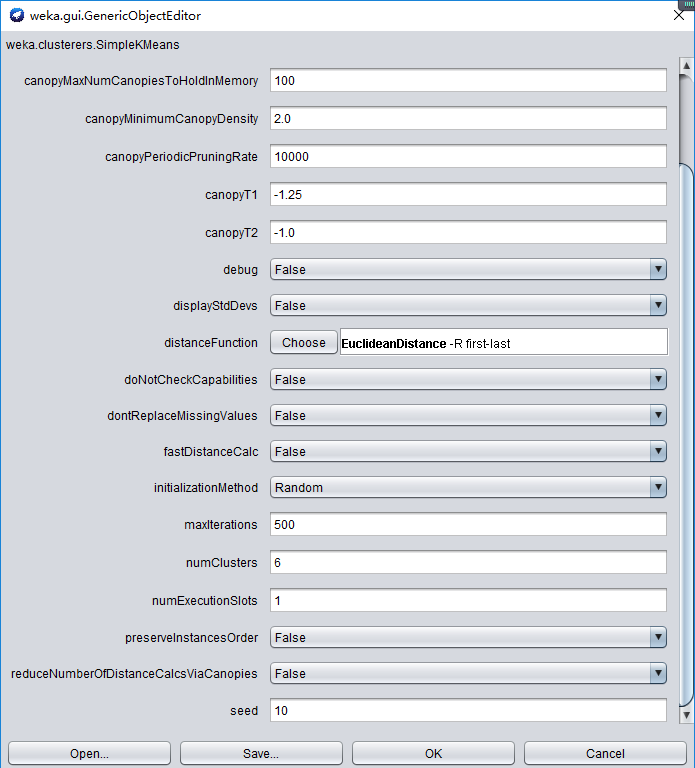 weka.gui.GenericObjectEditor
weka.clusterers.SimpleKMeans
canopyMaxNumCanopiesToHoldInMemory 100
canopyMinimumCanopyDensity 2.0
canopyPeriodicPruningRate 10000
canopyT1 -1.25
canopyT2 -1.0
debug False
displayStdDevs False
distanceFunction Choose EuclideanDistance -R first-last
doNotCheckCapabilities False
dontReplaceMissingValues False
fastDistanceCalc False
initializationMethod Random
maxIterations 500
numClusters 6
numExecutionSlots 1
preserveInstancesOrder False
reduceNumberOfDistanceCalcsViaCanopies False
seed 10
Open... Save... OK Cancel